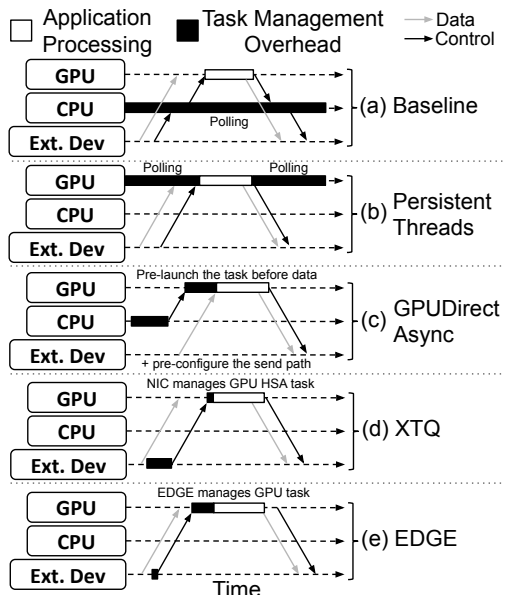 Application Processing
Task Management Overhead
Data
Control
GPU
CPU
Polling
Ext. Dev
(a) Baseline
Polling
Polling
GPU
CPU
Ext. Dev
(b) Persistent Threads
Pre-launch the task before data
GPU
CPU
Ext. Dev
+ pre-configure the send path
(c) GPUDirect Async
NIC manages GPU HSA task
GPU
CPU
Ext. Dev
(d) XTQ
EDGE manages GPU task
GPU
CPU
Ext. Dev
(e) EDGE
Time